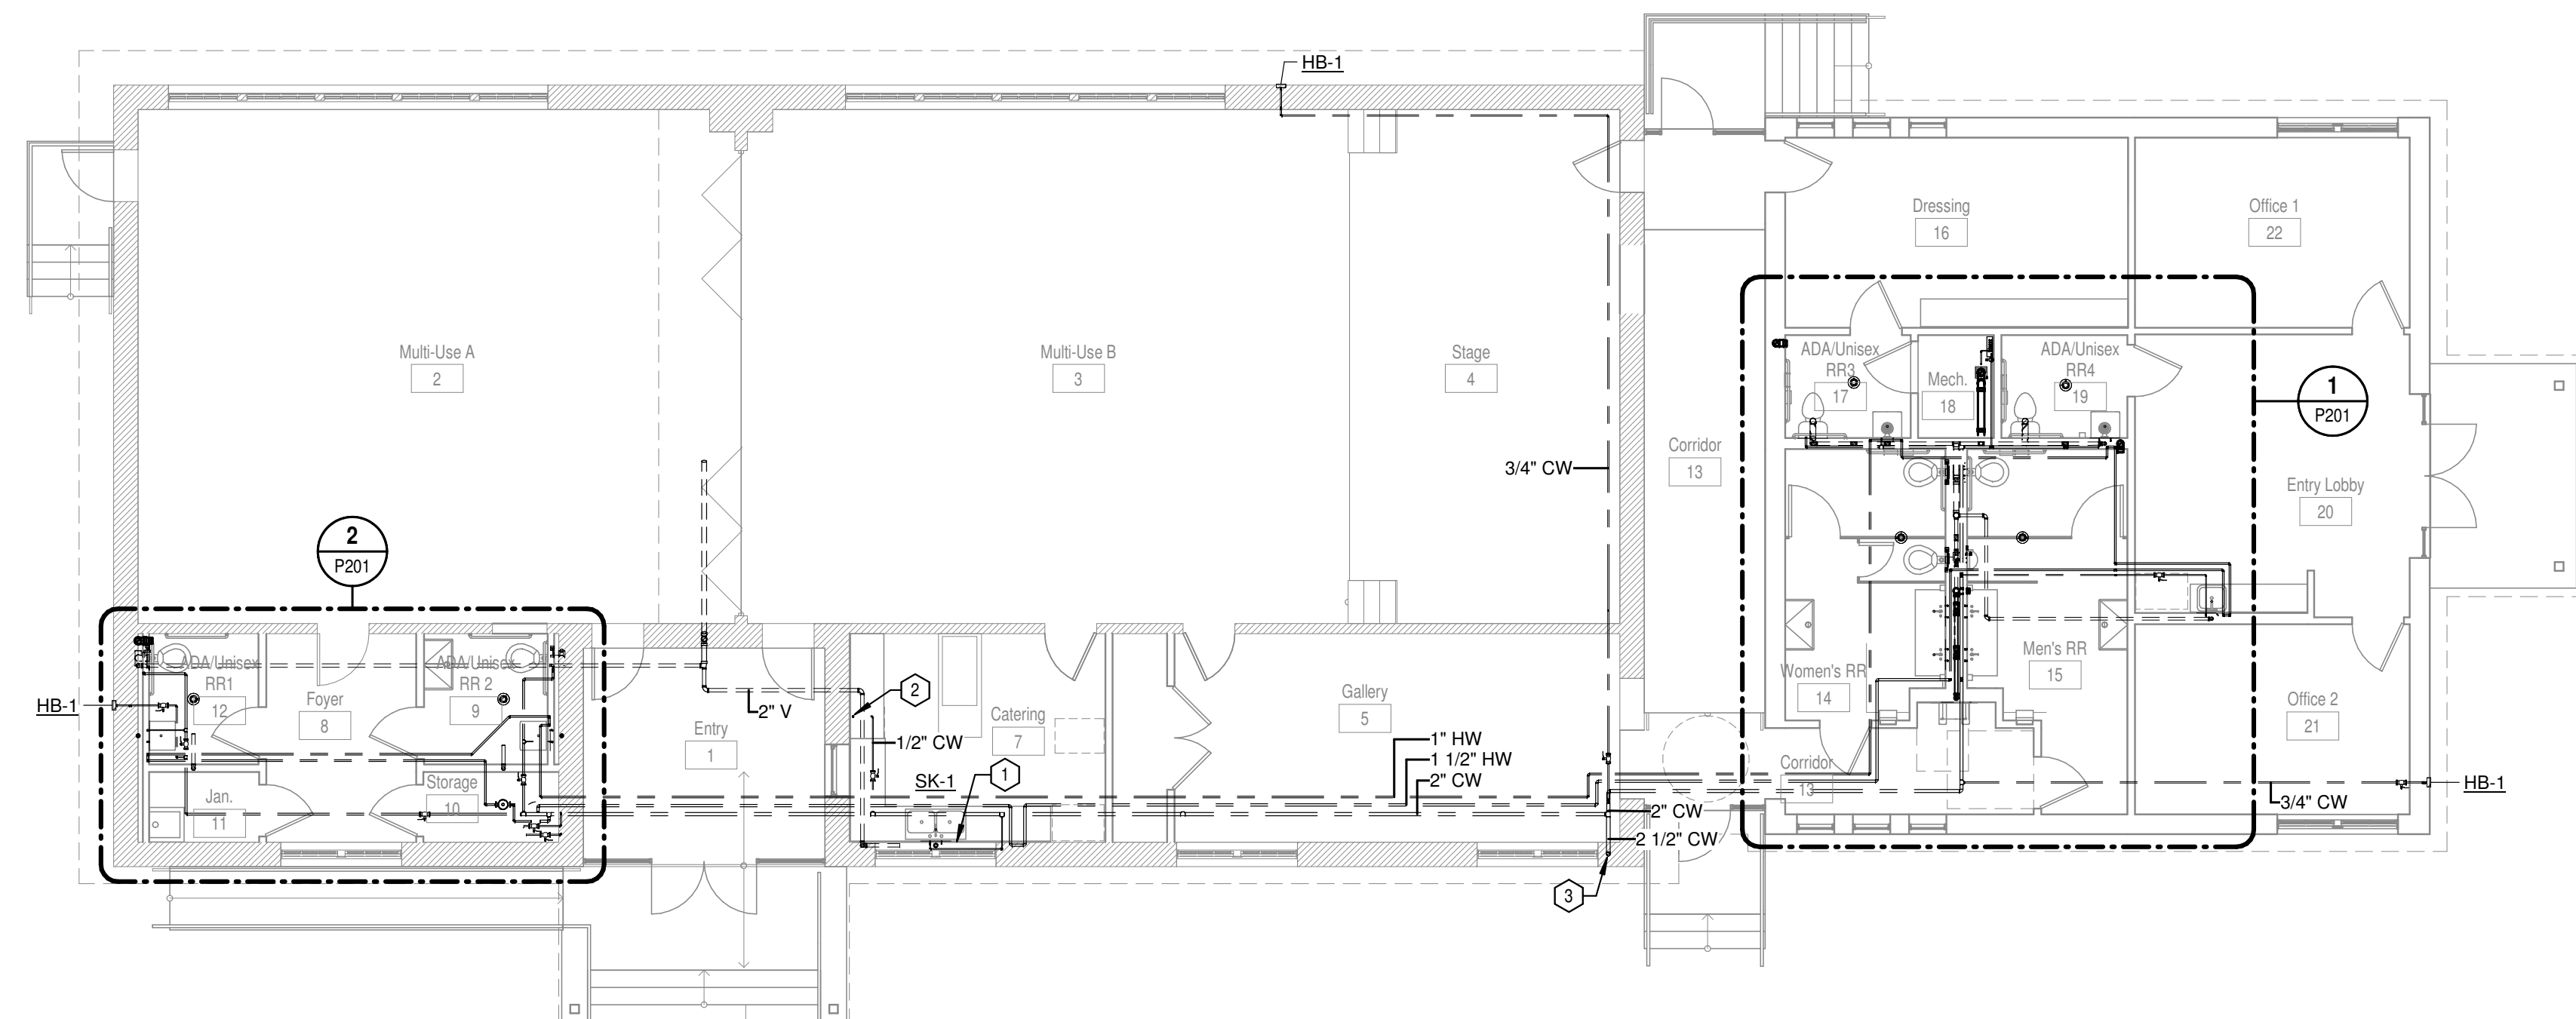 HB-1
Dressing
16
Office 1
22
Multi-Use A
2
Multi-Use B
3
Stage
4
ADA/Unisex
RR3
17
Mech.
18
ADA/Unisex
RR4
19
1
P201
3/4" CW
Corridor
13
Entry Lobby
20
2
P201
ADA/Unisex
RR1
12
Foyer
8
ADA/Unisex
RR 2
9
HB-1
2" V
Entry
1
2
1/2" CW
Catering
7
SK-1
1
Gallery
5
1" HW
1 1/2" HW
2" CW
Women's RR
14
Men's RR
15
Office 2
21
Jan.
11
Storage
10
Corridor
13
2" CW
2 1/2" CW
3
3/4" CW
HB-1